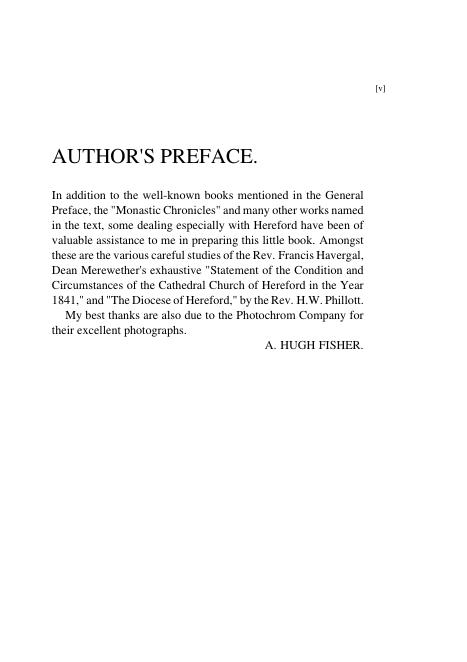 [v]
AUTHOR'S PREFACE.
In addition to the well-known books mentioned in the General
Preface, the "Monastic Chronicles" and many other works named
in the text, some dealing especially with Hereford have been of
valuable assistance to me in preparing this little book. Amongst
these are the various careful studies of the Rev. Francis Havergal,
Dean Merewether's exhaustive "Statement of the Condition and
Circumstances of the Cathedral Church of Hereford in the Year
1841," and "The Diocese of Hereford," by the Rev. H.W. Phillott.
My best thanks are also due to the Photochrom Company for
their excellent photographs.
A. HUGH FISHER.